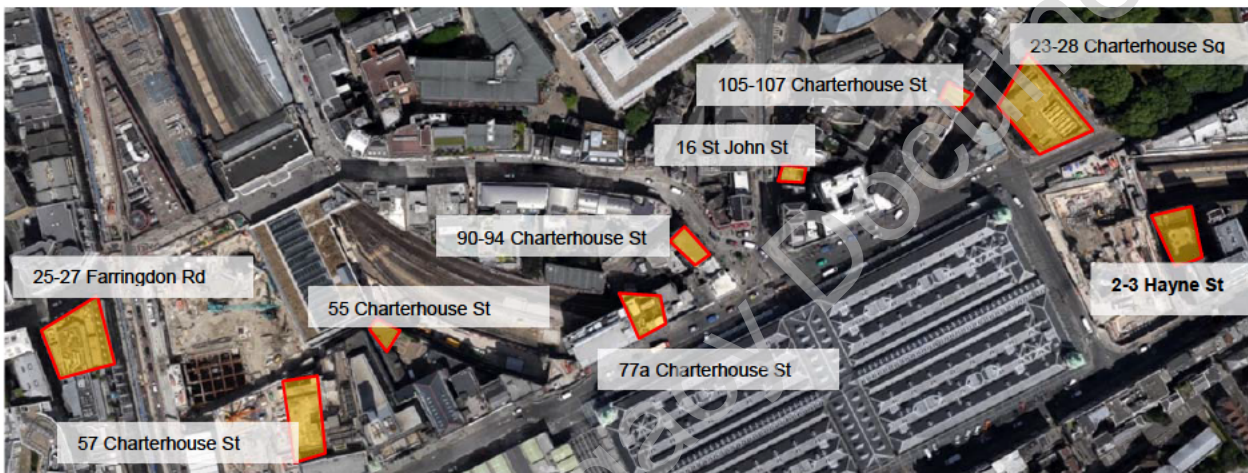 23-28 Charterhouse Sq
105-107 Charterhouse St
16 St John St
90-94 Charterhouse St
25-27 Farringdon Rd
2-3 Hayne St
55 Charterhouse St
77a Charterhouse St
57 Charterhouse St